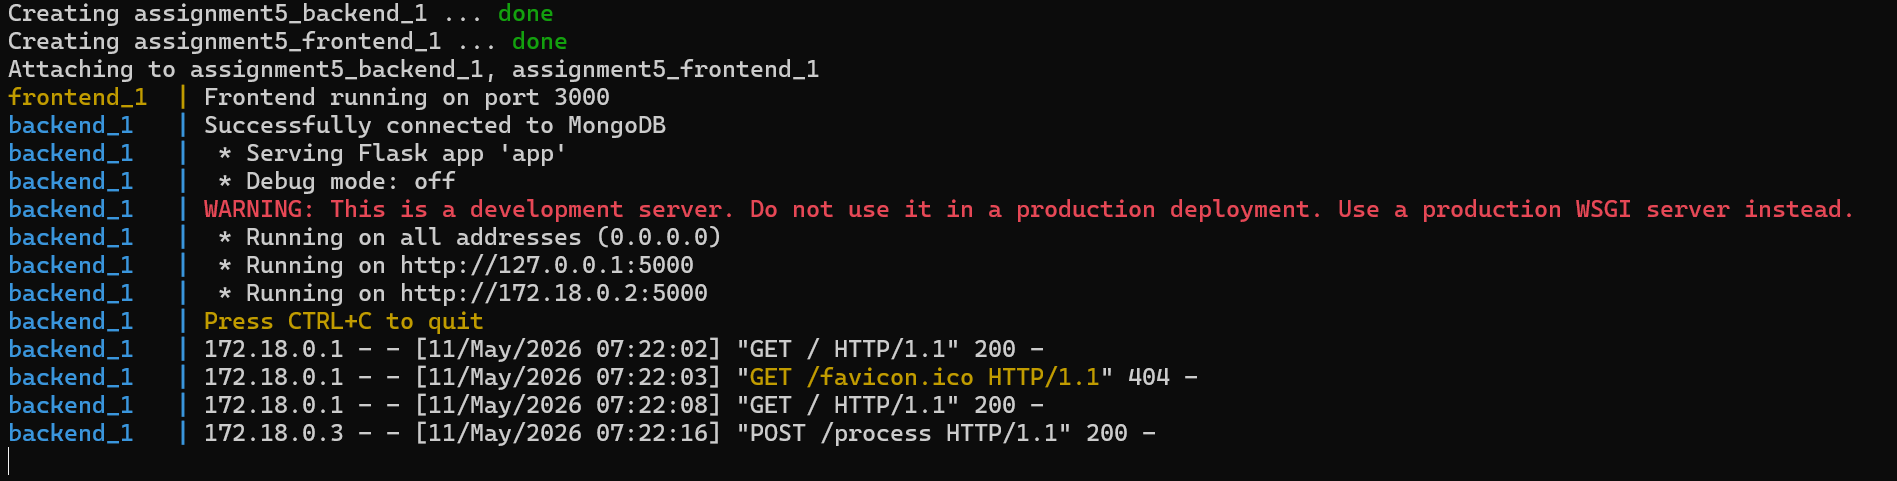 Creating assignment5_backend_1 ... done
Creating assignment5_frontend_1 ... done
Attaching to assignment5_backend_1, assignment5_frontend_1
frontend_1  | Frontend running on port 3000
backend_1   | Successfully connected to MongoDB
backend_1   |  * Serving Flask app 'app'
backend_1   |  * Debug mode: off
backend_1   | WARNING: This is a development server. Do not use it in a production deployment. Use a production WSGI server instead.
backend_1   |  * Running on all addresses (0.0.0.0)
backend_1   |  * Running on http://127.0.0.1:5000
backend_1   |  * Running on http://172.18.0.2:5000
backend_1   | Press CTRL+C to quit
backend_1   | 172.18.0.1 - - [11/May/2026 07:22:02] "GET / HTTP/1.1" 200 -
backend_1   | 172.18.0.1 - - [11/May/2026 07:22:03] "GET /favicon.ico HTTP/1.1" 404 -
backend_1   | 172.18.0.1 - - [11/May/2026 07:22:08] "GET / HTTP/1.1" 200 -
backend_1   | 172.18.0.3 - - [11/May/2026 07:22:16] "POST /process HTTP/1.1" 200 -